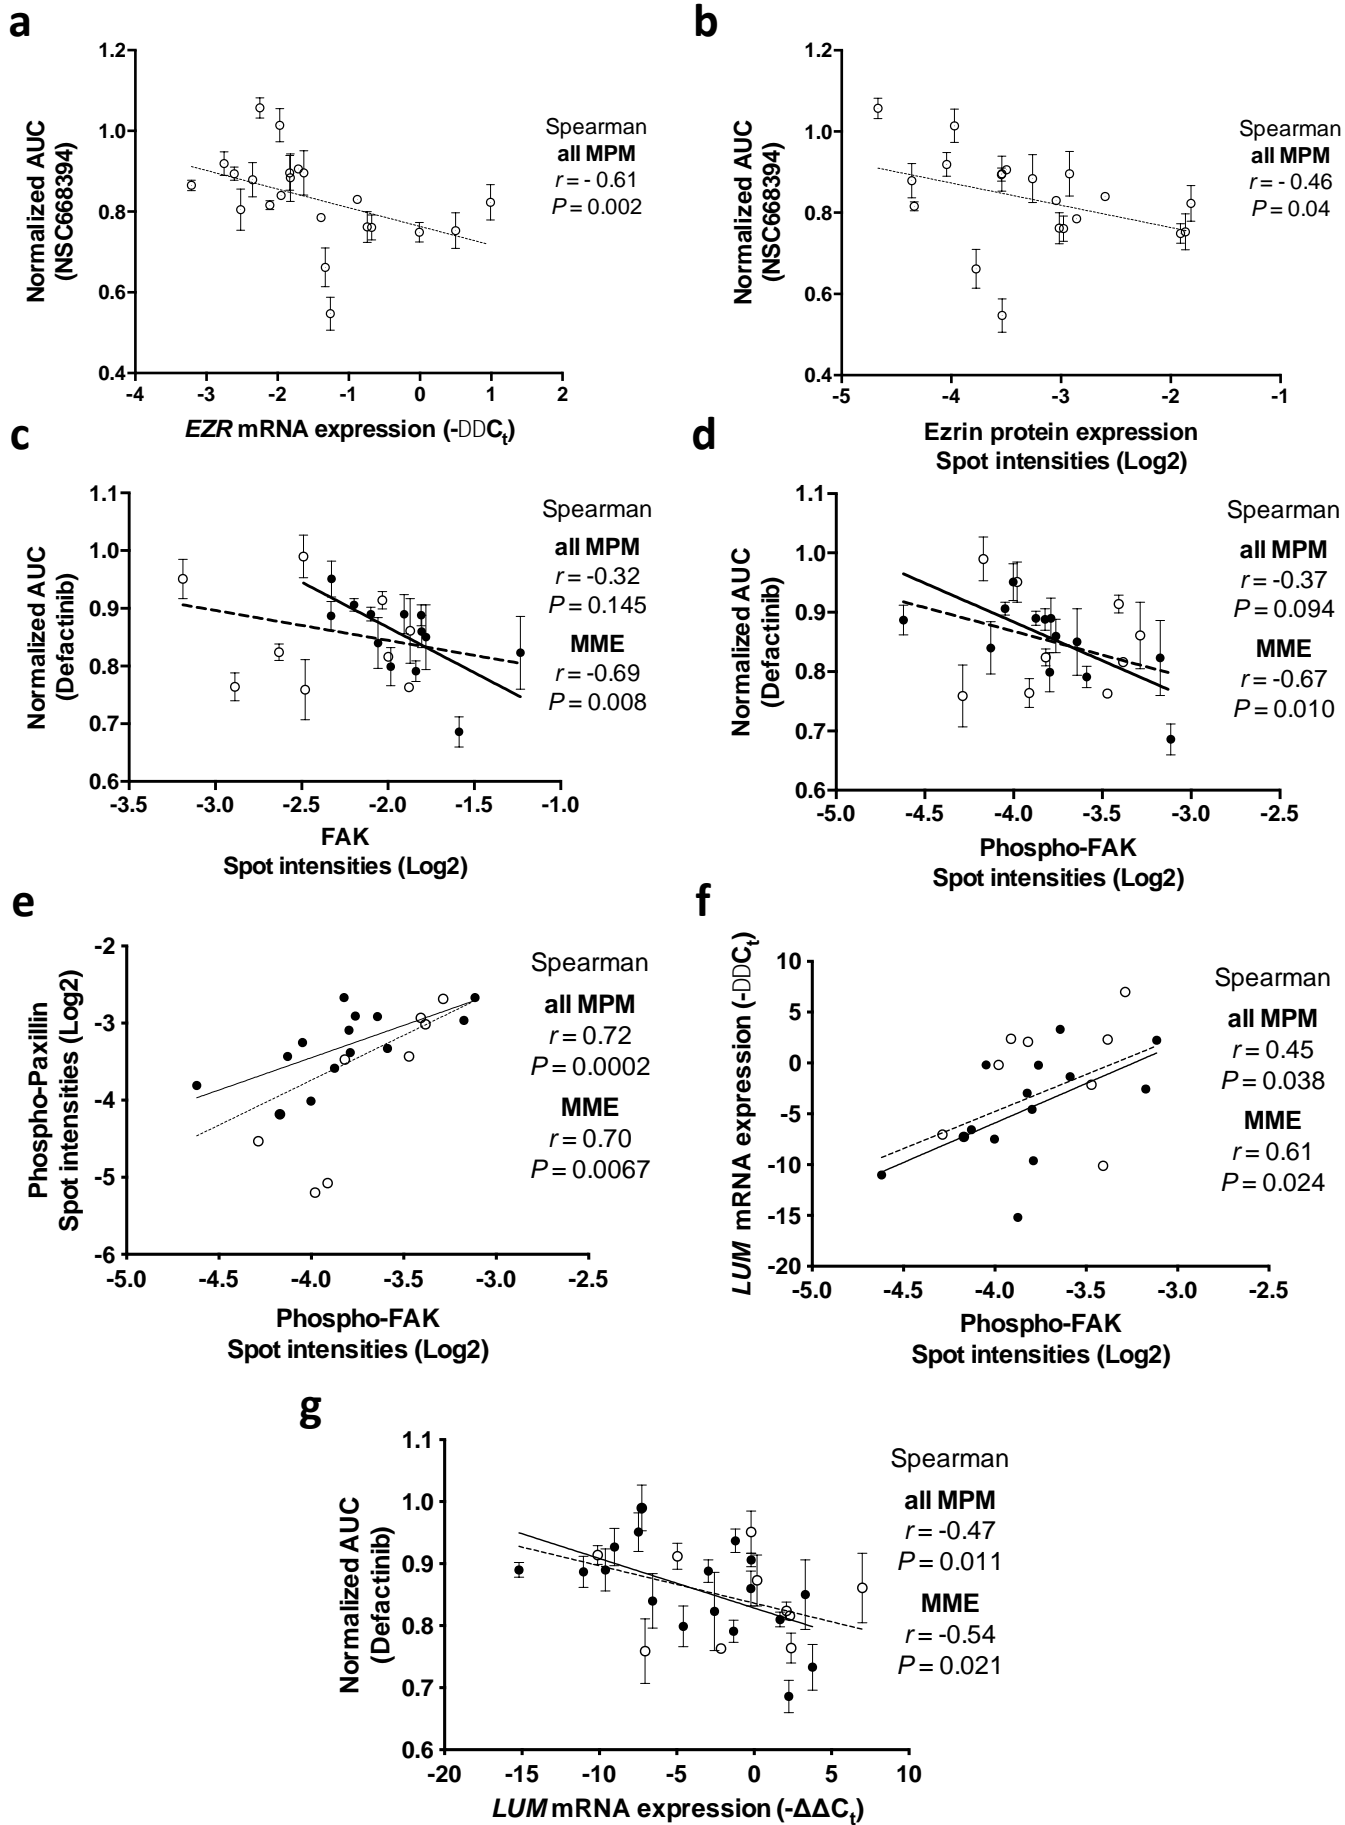 a
1.2
1.0
0.8
0.6
0.4
-4 -3 -2 -1 0 1 2
Normalized AUC
(NSC668394)
EZR mRNA expression (-□□Ct)
Spearman
all MPM
r = - 0.61
P = 0.002
b
1.2
1.0
0.8
0.6
0.4
-5 -4 -3 -2 -1
Normalized AUC
(NSC668394)
Ezrin protein expression
Spot intensities (Log2)
Spearman
all MPM
r = - 0.46
P = 0.04
c
1.1
1.0
0.9
0.8
0.7
0.6
-3.5 -3.0 -2.5 -2.0 -1.5 -1.0
Normalized AUC
(Defactinib)
FAK
Spot intensities (Log2)
Spearman
all MPM
r = -0.32
P = 0.145
MME
r = -0.69
P = 0.008
d
1.1
1.0
0.9
0.8
0.7
0.6
-5.0 -4.5 -4.0 -3.5 -3.0 -2.5
Normalized AUC
(Defactinib)
Phospho-FAK
Spot intensities (Log2)
Spearman
all MPM
r = -0.37
P = 0.094
MME
r = -0.67
P = 0.010
e
-2
-3
-4
-5
-6
-5.0 -4.5 -4.0 -3.5 -3.0 -2.5
Phospho-Paxillin
Spot intensities (Log2)
Phospho-FAK
Spot intensities (Log2)
Spearman
all MPM
r = 0.72
P = 0.0002
MME
r = 0.70
P = 0.0067
f
10
5
0
-5
-10
-15
-20
-5.0 -4.5 -4.0 -3.5 -3.0 -2.5
LUM mRNA expression (-□□Ct)
Phospho-FAK
Spot intensities (Log2)
Spearman
all MPM
r = 0.45
P = 0.038
MME
r = 0.61
P = 0.024
g
1.1
1.0
0.9
0.8
0.7
0.6
-20 -15 -10 -5 0 5 10
Normalized AUC
(Defactinib)
LUM mRNA expression (-ΔΔCt)
Spearman
all MPM
r = -0.47
P = 0.011
MME
r = -0.54
P = 0.021